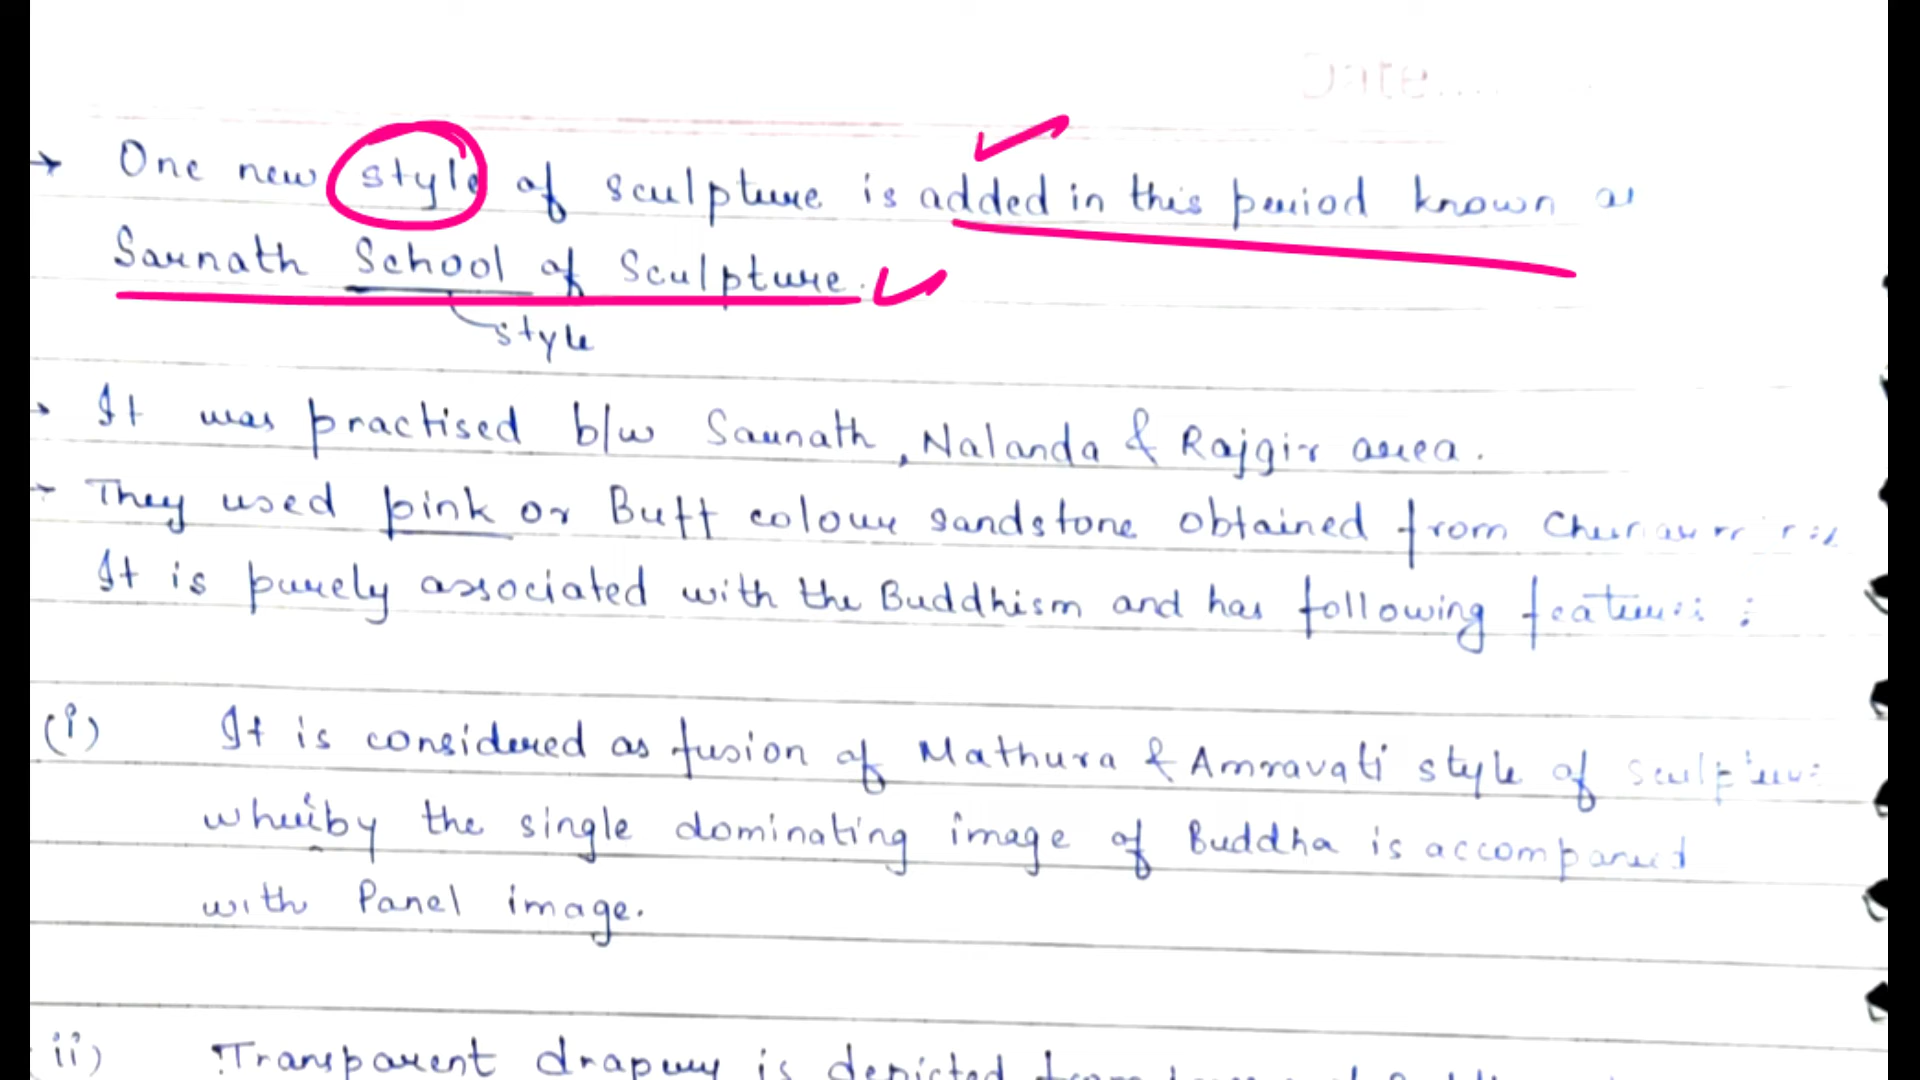 → One new style of sculpture is added in this period known as
Sarnath School of Sculpture.
style
→ It was practised b/w Sarnath, Nalanda & Rajgir area.
→ They used pink or Buff colour sandstone obtained from Chunar
It is purely associated with the Buddhism and has following features :
(i) It is considered as fusion of Mathura & Amravati style of sculpture
whereby the single dominating image of Buddha is accompanied
with Panel image.
ii) Transparent drapery is depicted from